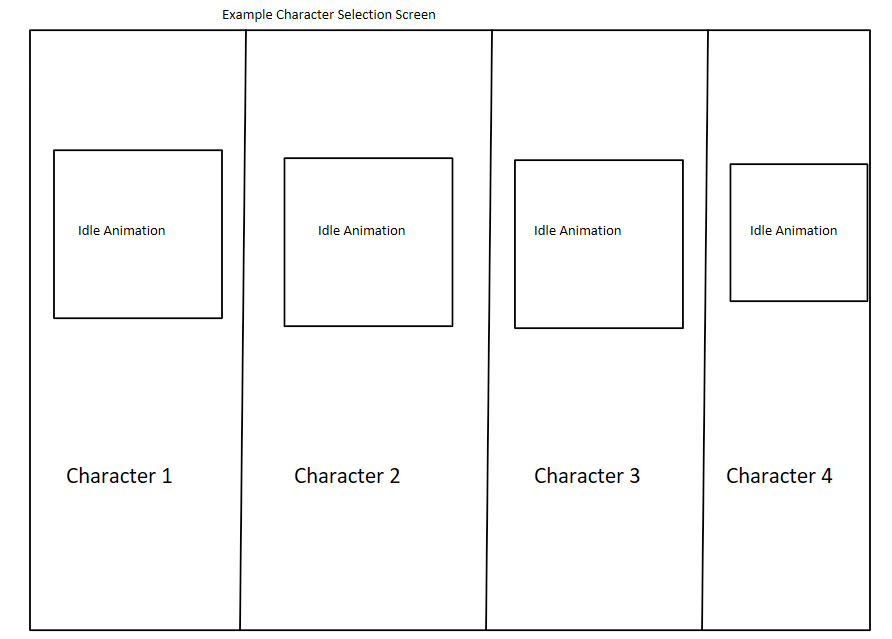 Example Character Selection Screen
Idle Animation
Idle Animation
Idle Animation
Idle Animation
Character 1
Character 2
Character 3
Character 4